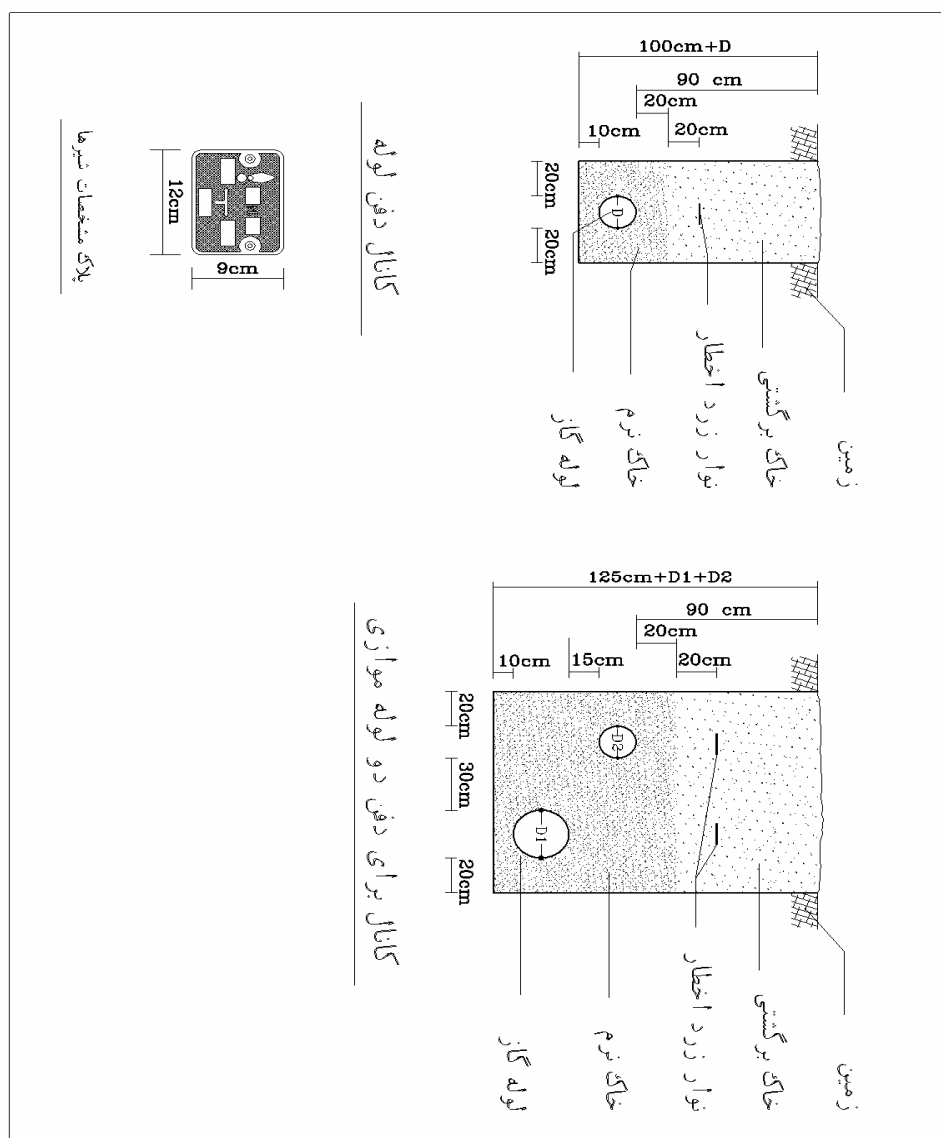 100cm+D
90 cm
20cm
10cm
20cm
20cm
20cm
D
زمین
خاک برگشتی
نوار زرد اخطار
خاک نرم
لوله گاز
کانال دفن لوله
12cm
9cm
پلاک مشخصات شیرها
125cm+D1+D2
90 cm
20cm
10cm
15cm
20cm
20cm
30cm
20cm
D2
D1
زمین
خاک برگشتی
نوار زرد اخطار
خاک نرم
لوله گاز
کانال برای دفن دو لوله موازی